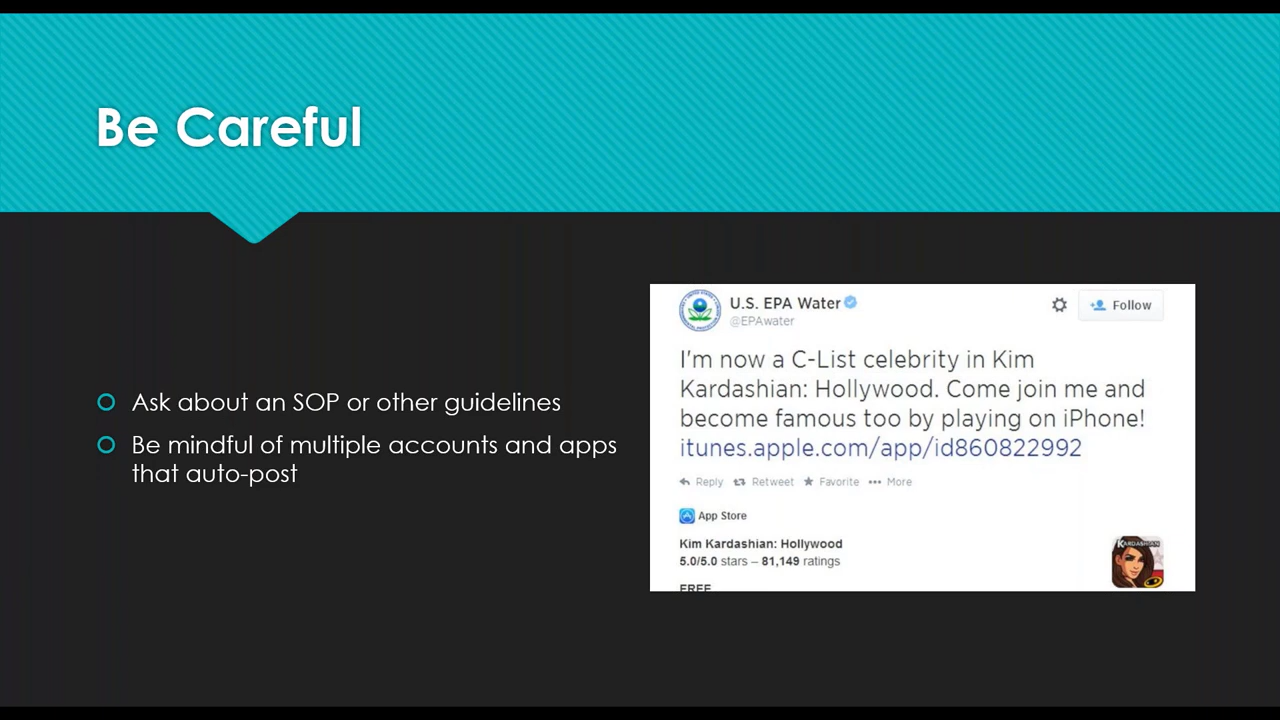 Be Careful
Ask about an SOP or other guidelines
Be mindful of multiple accounts and apps
that auto-post
U.S. EPA Water
@EPAwater
Follow
I'm now a C-List celebrity in Kim
Kardashian: Hollywood. Come join me and
become famous too by playing on iPhone!
itunes.apple.com/app/id860822992
Reply Retweet Favorite More
App Store
Kim Kardashian: Hollywood
5.0/5.0 stars – 81,149 ratings
FREE
KARDASHIAN